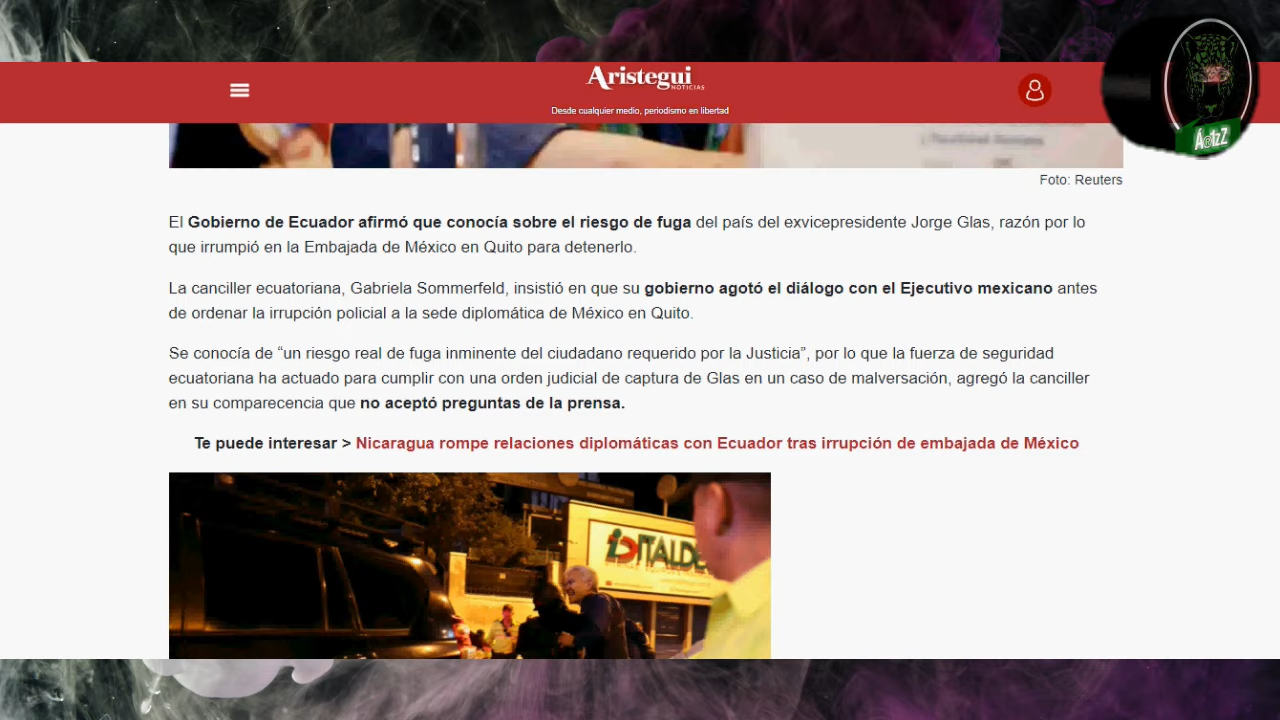 Aristegui
NOTICIAS
Desde cualquier medio, periodismo en libertad
Á®tzZ
Foto: Reuters
El Gobierno de Ecuador afirmó que conocía sobre el riesgo de fuga del país del exvicepresidente Jorge Glas, razón por lo
que irrumpió en la Embajada de México en Quito para detenerlo.
La canciller ecuatoriana, Gabriela Sommerfeld, insistió en que su gobierno agotó el diálogo con el Ejecutivo mexicano antes
de ordenar la irrupción policial a la sede diplomática de México en Quito.
Se conocía de “un riesgo real de fuga inminente del ciudadano requerido por la Justicia”, por lo que la fuerza de seguridad
ecuatoriana ha actuado para cumplir con una orden judicial de captura de Glas en un caso de malversación, agregó la canciller
en su comparecencia que no aceptó preguntas de la prensa.
Te puede interesar > Nicaragua rompe relaciones diplomáticas con Ecuador tras irrupción de embajada de México